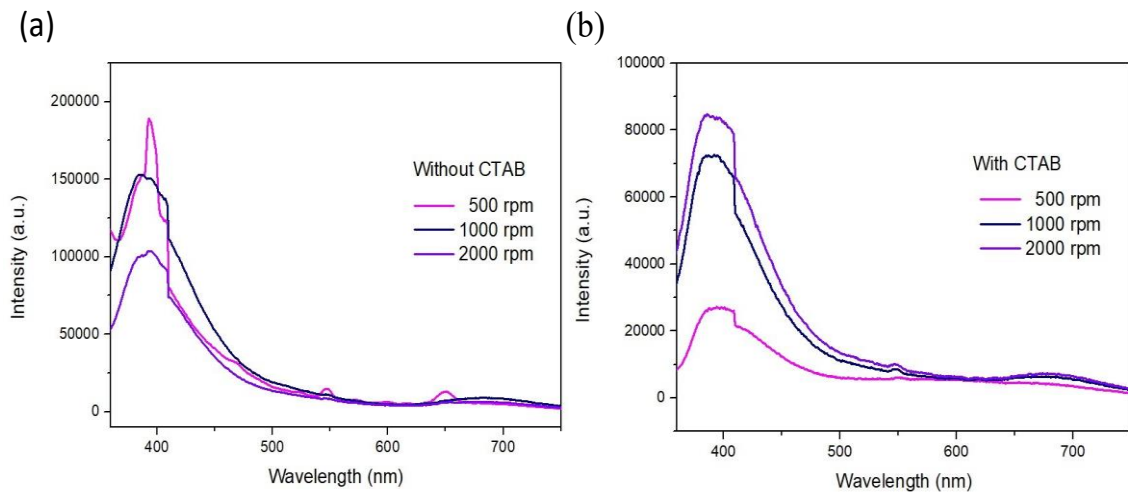 (a)
200000
150000
100000
50000
0
Intensity (a.u.)
400
500
600
700
Wavelength (nm)
Without CTAB
500 rpm
1000 rpm
2000 rpm
(b)
100000
80000
60000
40000
20000
0
Intensity (a.u.)
400
500
600
700
Wavelength (nm)
With CTAB
500 rpm
1000 rpm
2000 rpm